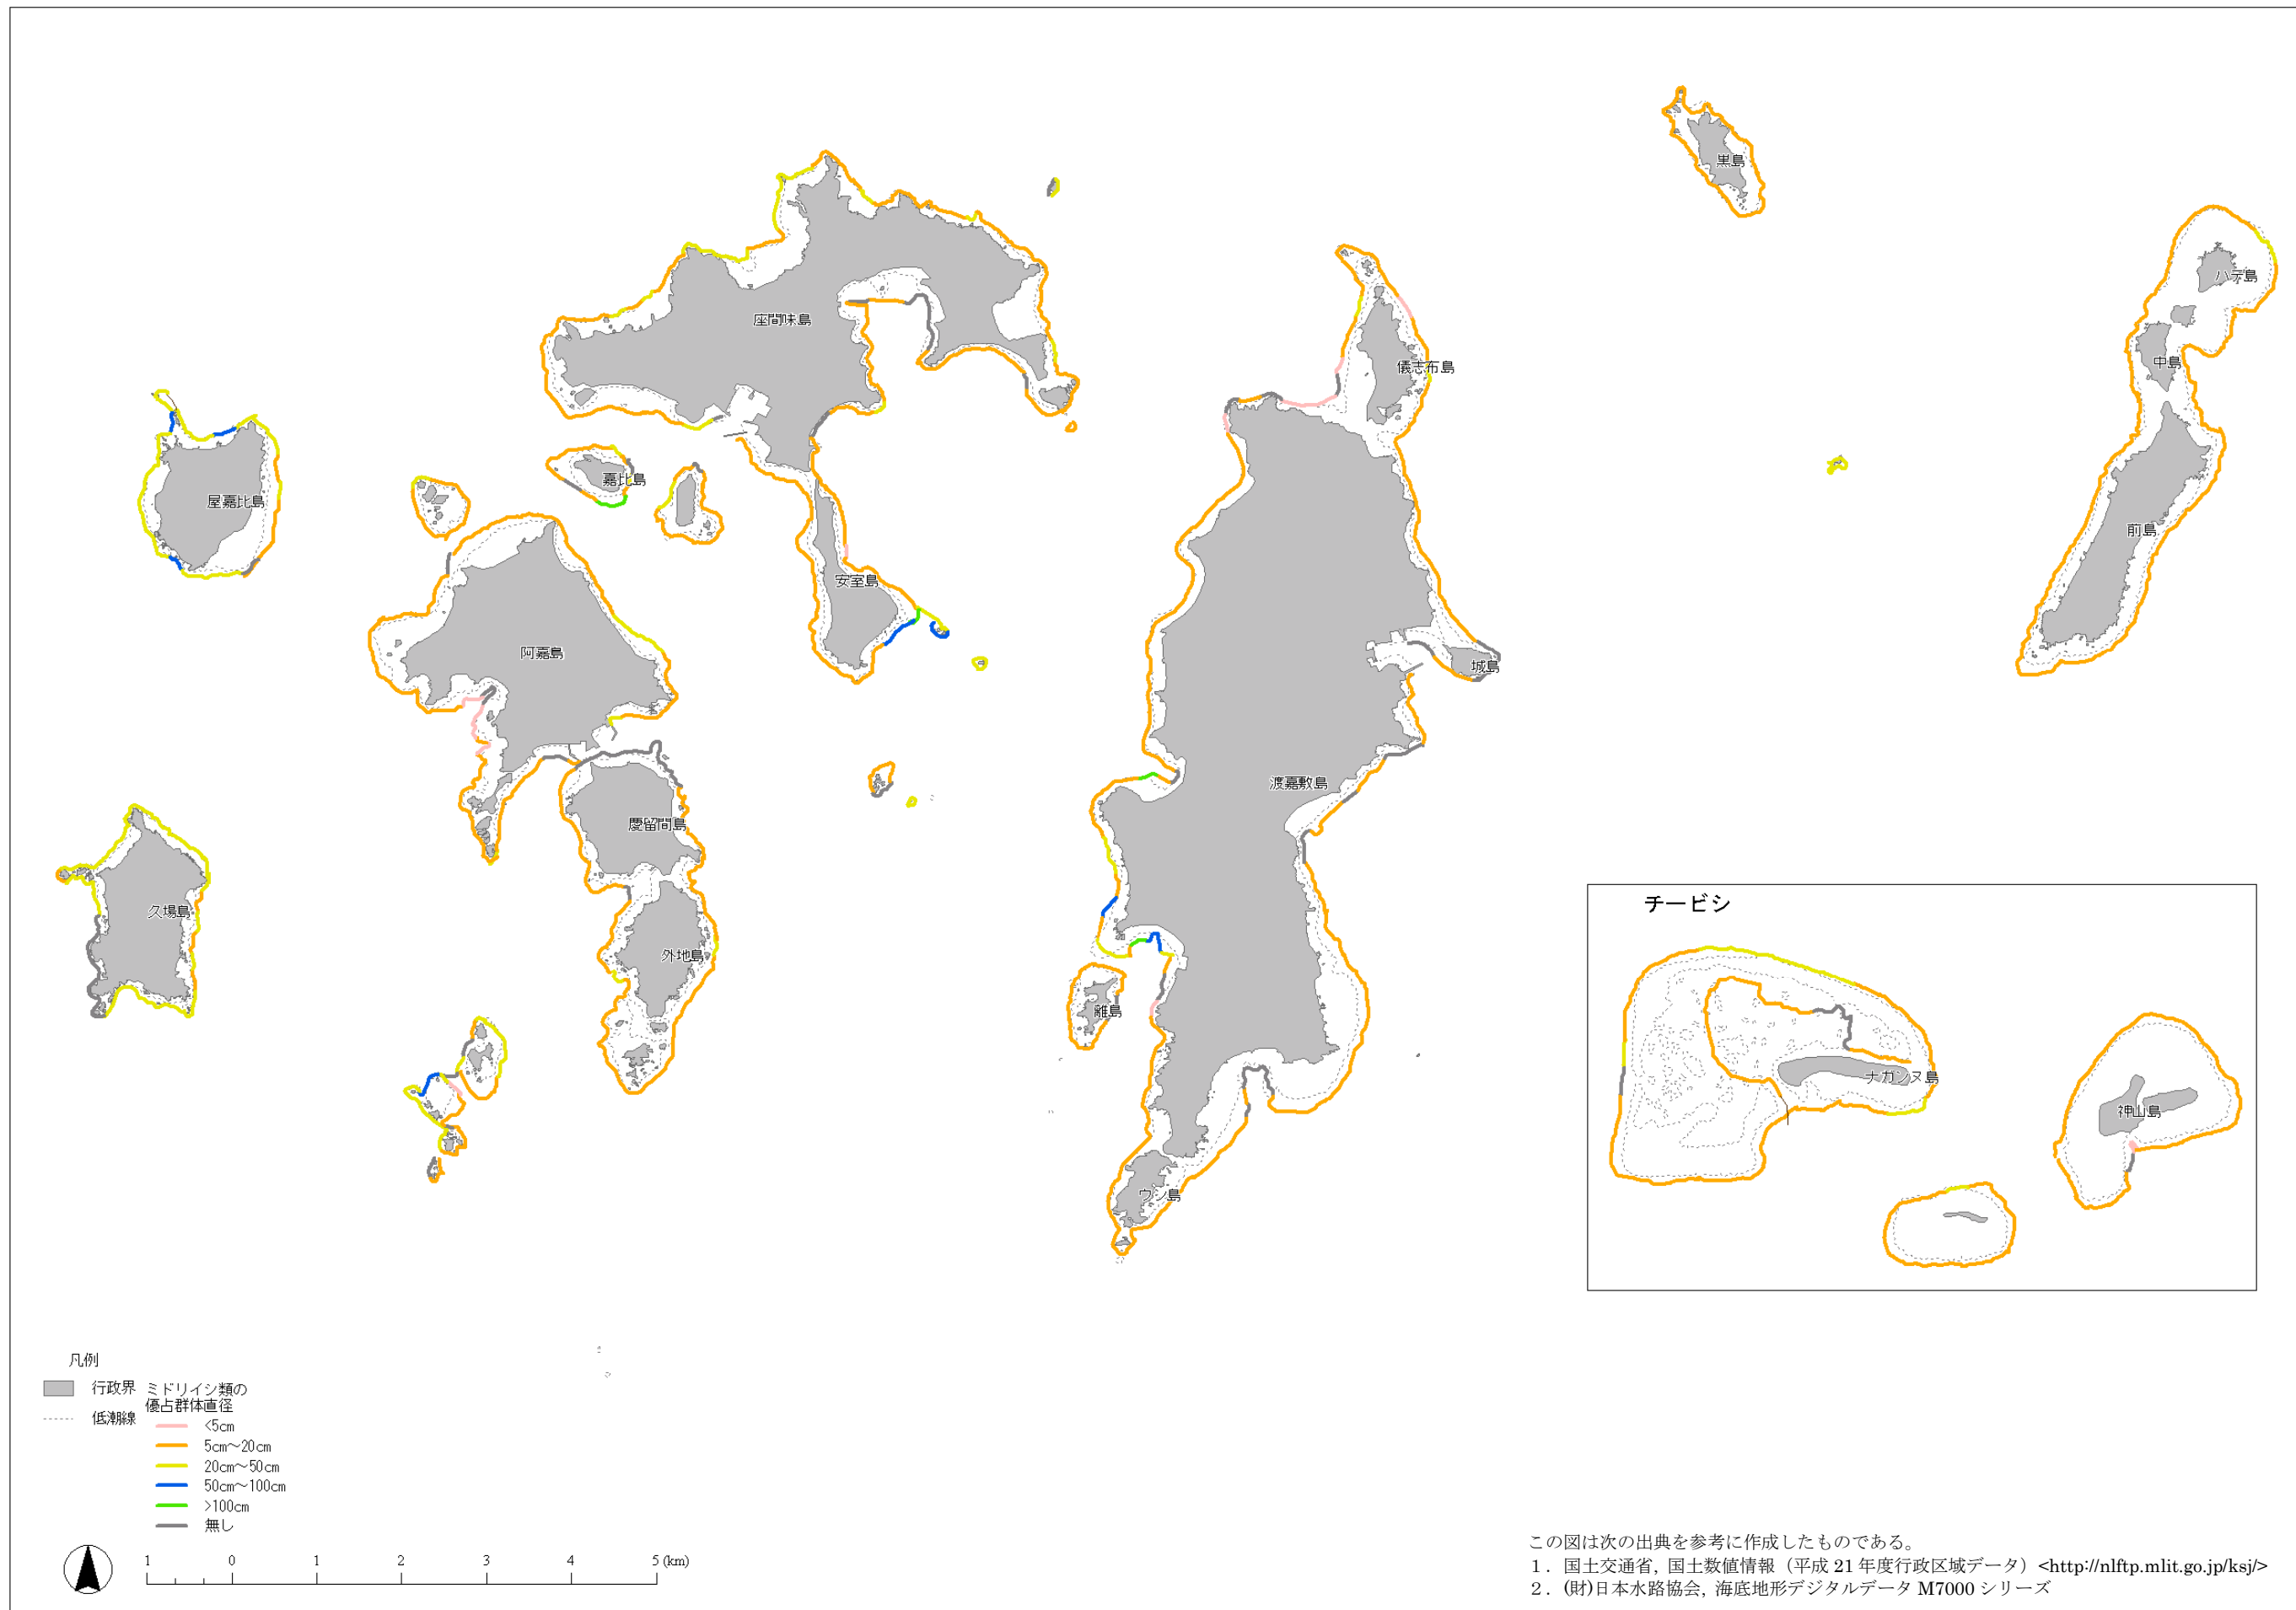 黒島
ハテ島
座間味島
中島
儀志布島
嘉比島
屋嘉比島
前島
安室島
阿嘉島
城島
渡嘉敷島
慶留間島
チービシ
久場島
外地島
離島
ナガンヌ島
神山島
ウン島
凡例
行政界
低潮線
ミドリイシ類の
優占群体直径
<5cm
5cm~20cm
20cm~50cm
50cm~100cm
>100cm
無し
1 0 1 2 3 4 5 (km)
この図は次の出典を参考に作成したものである。
1. 国土交通省, 国土数値情報(平成 21 年度行政区域データ)<http://nlftp.mlit.go.jp/ksj/>
2. (財)日本水路協会, 海底地形デジタルデータ M7000 シリーズ